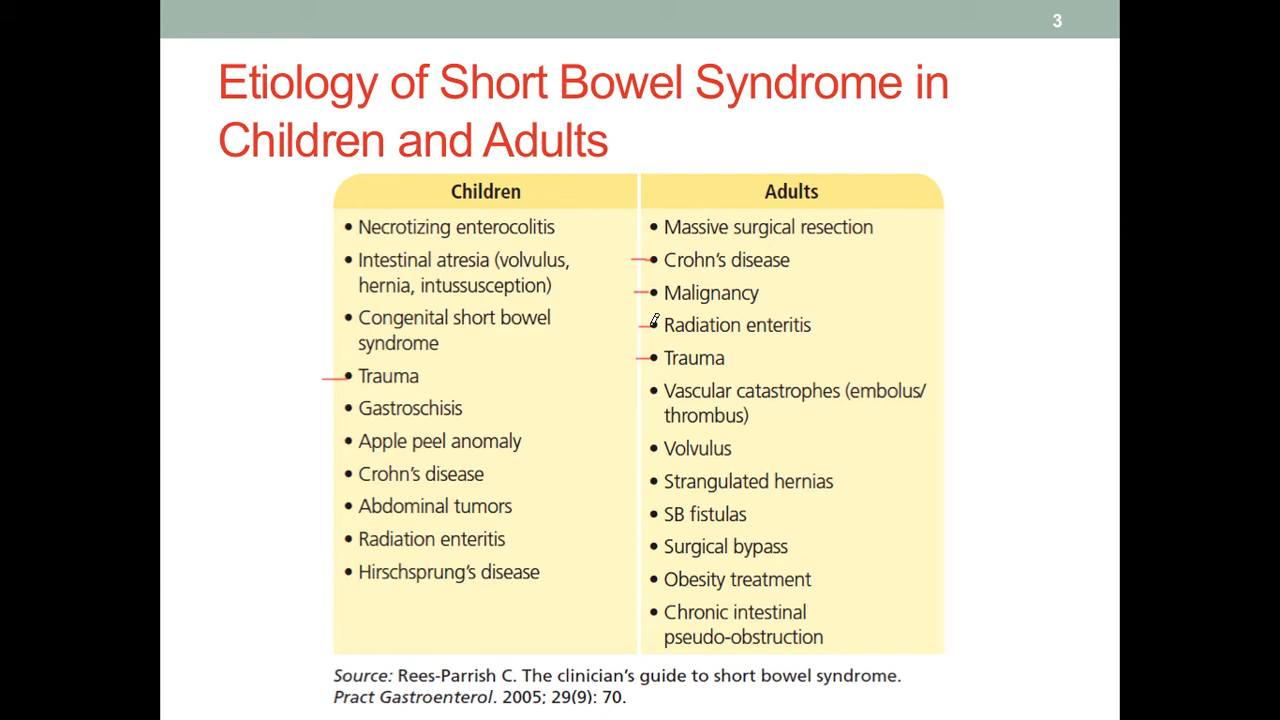 3
Etiology of Short Bowel Syndrome in
Children and Adults
Children
• Necrotizing enterocolitis
• Intestinal atresia (volvulus,
hernia, intussusception)
• Congenital short bowel
syndrome
• Trauma
• Gastroschisis
• Apple peel anomaly
• Crohn's disease
• Abdominal tumors
• Radiation enteritis
• Hirschsprung's disease
Adults
• Massive surgical resection
• Crohn's disease
• Malignancy
• Radiation enteritis
• Trauma
• Vascular catastrophes (embolus/
thrombus)
• Volvulus
• Strangulated hernias
• SB fistulas
• Surgical bypass
• Obesity treatment
• Chronic intestinal
pseudo-obstruction
Source: Rees-Parrish C. The clinician's guide to short bowel syndrome.
Pract Gastroenterol. 2005; 29(9): 70.